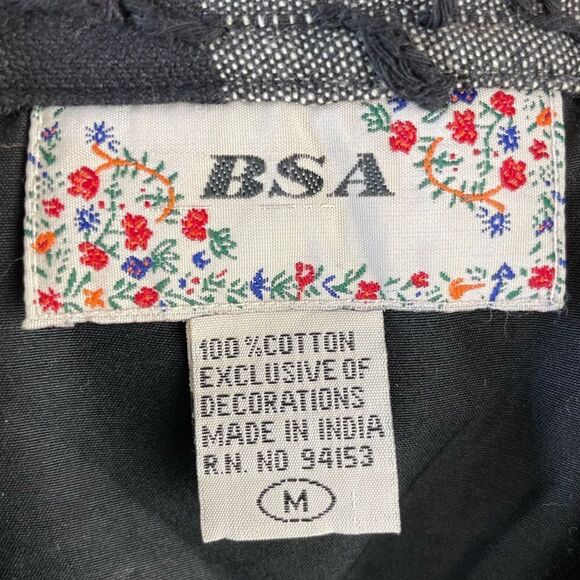 BSA
100 %COTTON
EXCLUSIVE OF
DECORATIONS
MADE IN INDIA
R.N. NO 94153
M